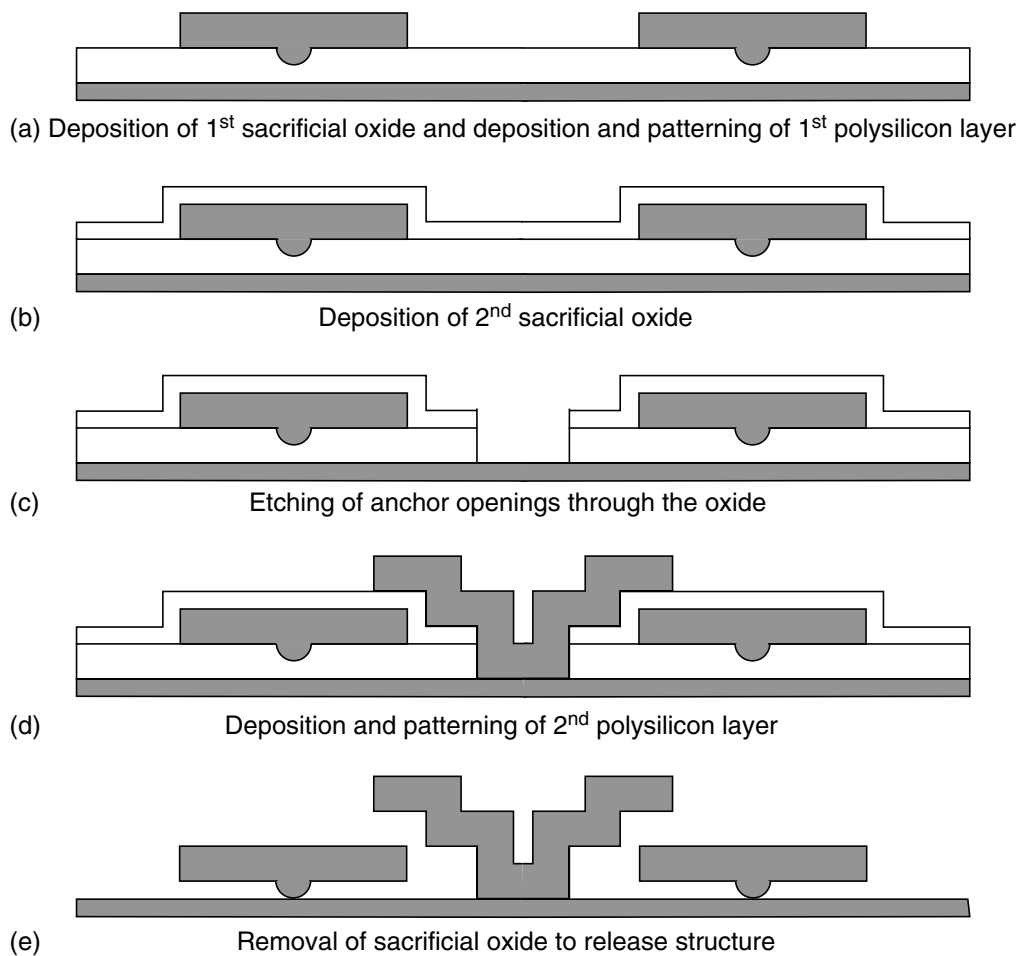 (a) Deposition of 1st sacrificial oxide and deposition and patterning of 1st polysilicon layer
(b) Deposition of 2nd sacrificial oxide
(c) Etching of anchor openings through the oxide
(d) Deposition and patterning of 2nd polysilicon layer
(e) Removal of sacrificial oxide to release structure